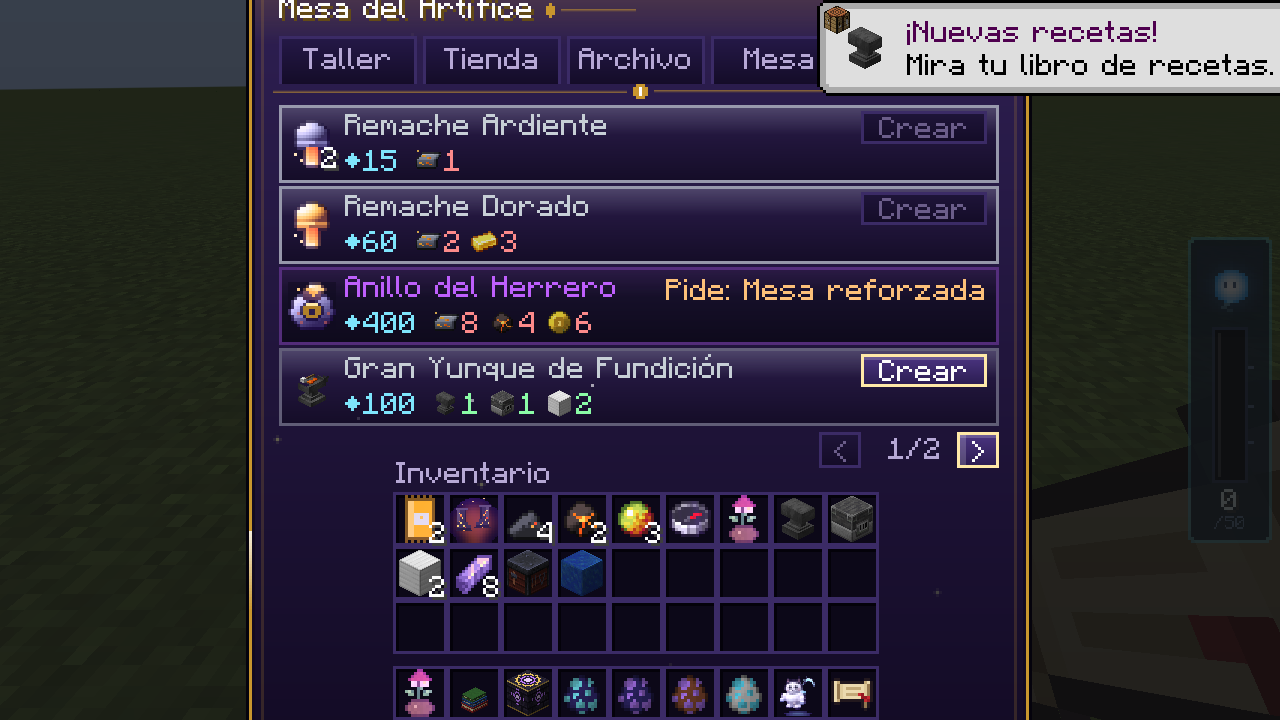 Mesa del Artífice
¡Nuevas recetas!
Mira tu libro de recetas.
Taller Tienda Archivo Mesa
Remache Ardiente Crear
2 15 1
Remache Dorado Crear
60 2 3
Anillo del Herrero Pide: Mesa reforzada
400 8 4 6
Gran Yunque de Fundición Crear
100 1 1 2
< 1/2 >
Inventario
2 4 2 3
2 8
0
/50